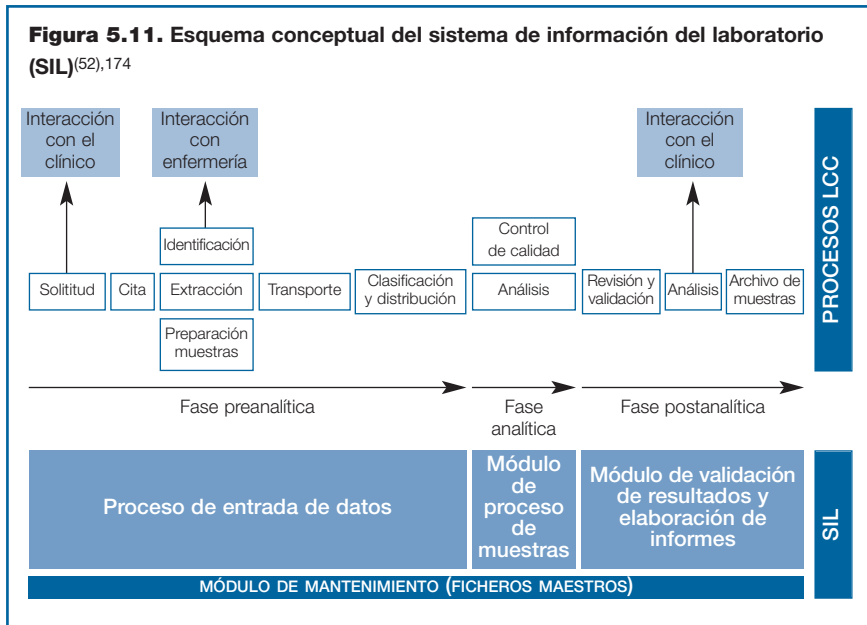 Figura 5.11. Esquema conceptual del sistema de información del laboratorio
(SIL)(52),174
Interacción
con el
clínico
Interacción
con
enfermería
Interacción
con el
clínico
Identificación
Control
de calidad
Solititud
Cita
Extracción
Transporte
Clasificación
y distribución
Análisis
Revisión y
validación
Análisis
Archivo de
muestras
Preparación
muestras
PROCESOS LCC
Fase preanalítica
Fase
analítica
Fase postanalítica
Proceso de entrada de datos
Módulo
de
proceso
de
muestras
Módulo de validación
de resultados y
elaboración de
informes
SIL
MÓDULO DE MANTENIMIENTO (FICHEROS MAESTROS)